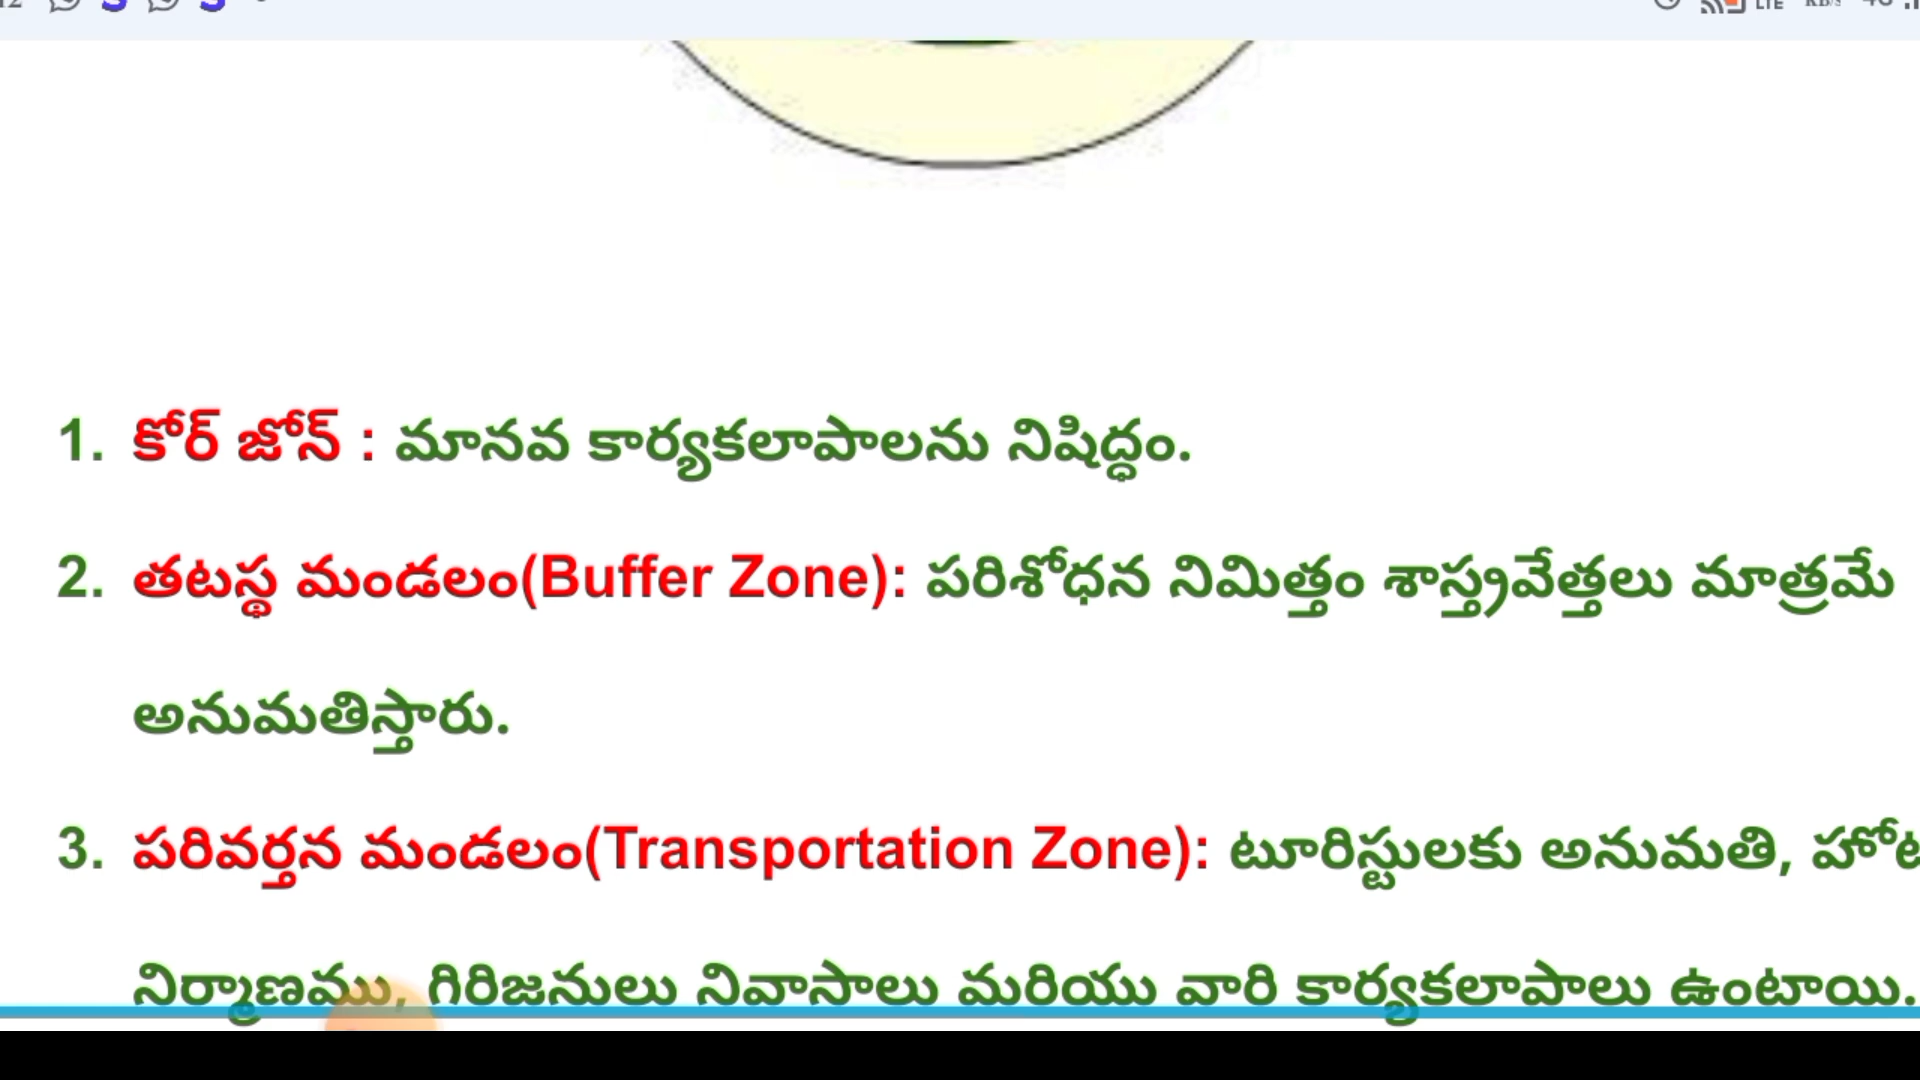 LTE
1. కోర్ జోన్ : మానవ కార్యకలాపాలను నిషిద్ధం.
2. తటస్థ మండలం(Buffer Zone): పరిశోధన నిమిత్తం శాస్త్రవేత్తలు మాత్రమే
అనుమతిస్తారు.
3. పరివర్తన మండలం(Transportation Zone): టూరిస్టులకు అనుమతి,
నిర్మాణము, గిరిజనులు నివాసాలు మరియు వారి కార్యకలాపాలు ఉంటాయి.